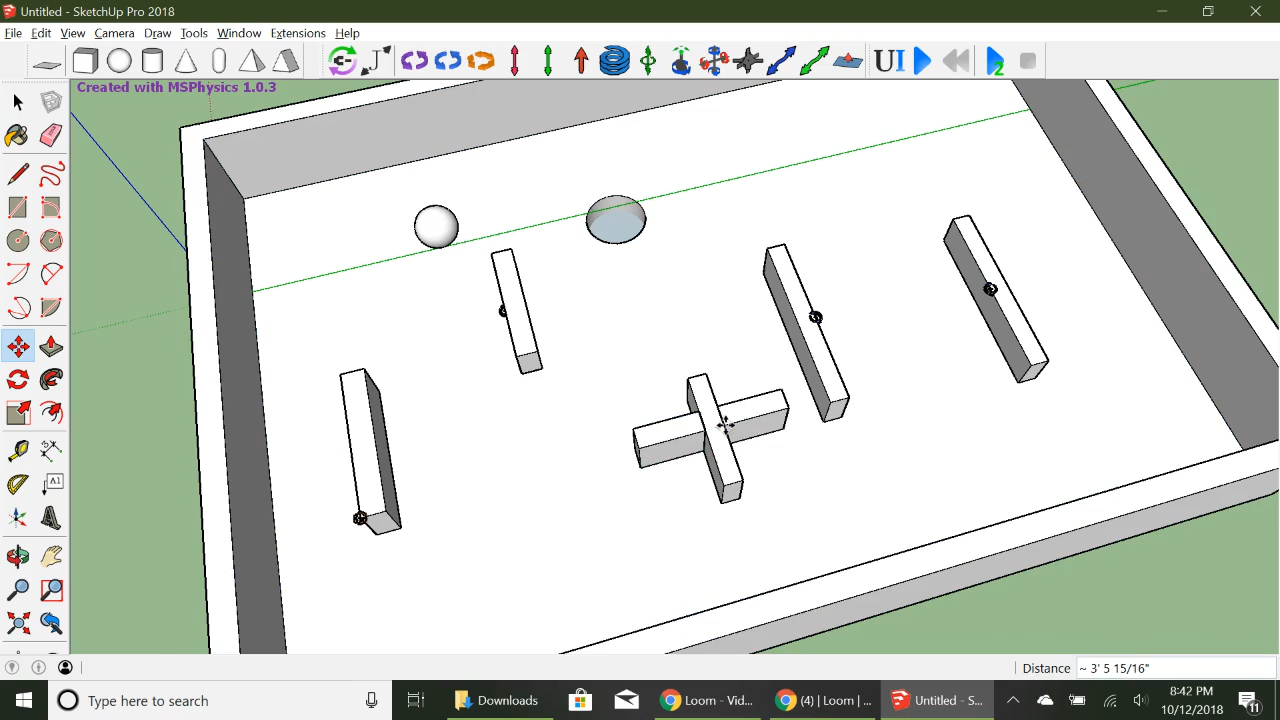 Untitled - SketchUp Pro 2018
File Edit View Camera Draw Tools Window Extensions Help
UI
2
Created with MSPhysics 1.0.3
A1
Distance ~ 3' 5 15/16"
Type here to search
Downloads
Loom - Vid...
(4) | Loom | ...
Untitled - S...
8:42 PM
10/12/2018
11